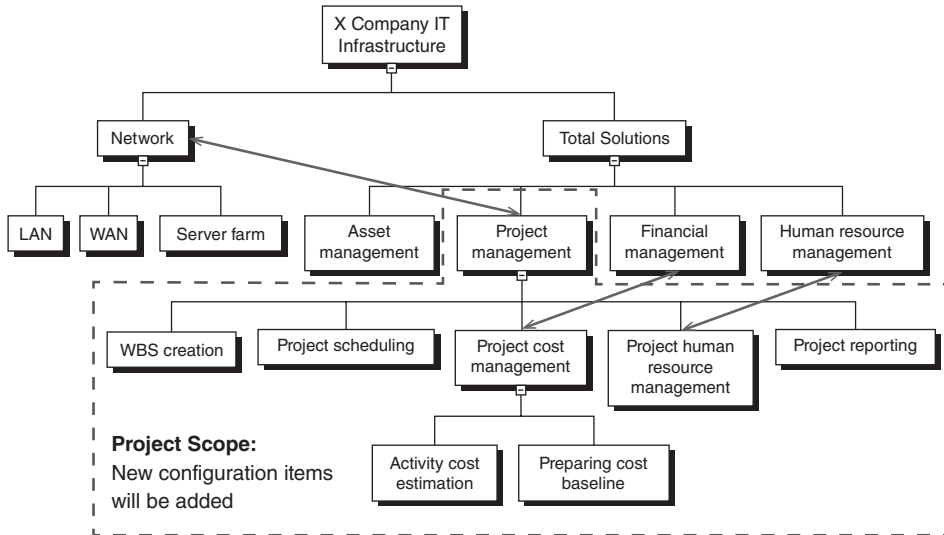 X Company IT
Infrastructure
Network
Total Solutions
LAN
WAN
Server farm
Asset
management
Project
management
Financial
management
Human resource
management
WBS creation
Project scheduling
Project cost
management
Project human
resource
management
Project reporting
Project Scope:
New configuration items
will be added
Activity cost
estimation
Preparing cost
baseline